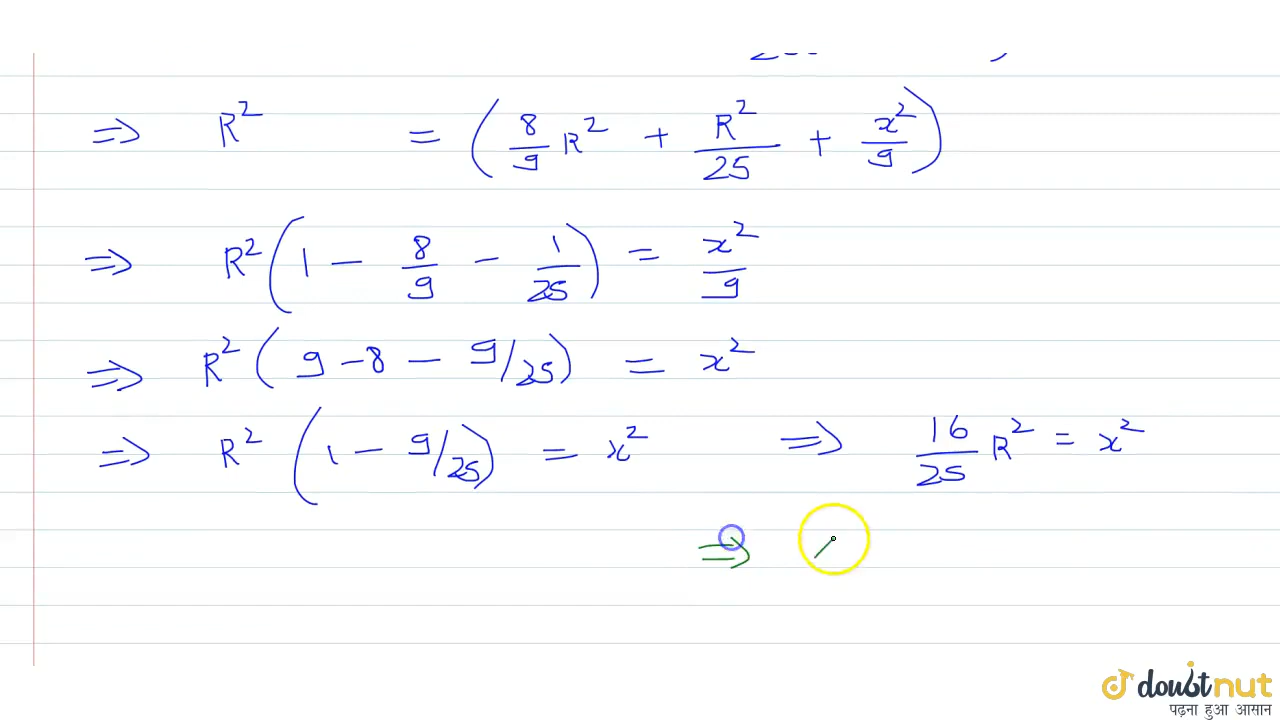 ⇒ R² = (8/9 R² + R²/25 + x²/9)
⇒ R² (1 − 8/9 − 1/25) = x²/9
⇒ R² (9 − 8 − 9/25) = x²
⇒ R² (1 − 9/25) = x² ⇒ 16/25 R² = x²
⇒
doubtnut
पढ़ना हुआ आसान